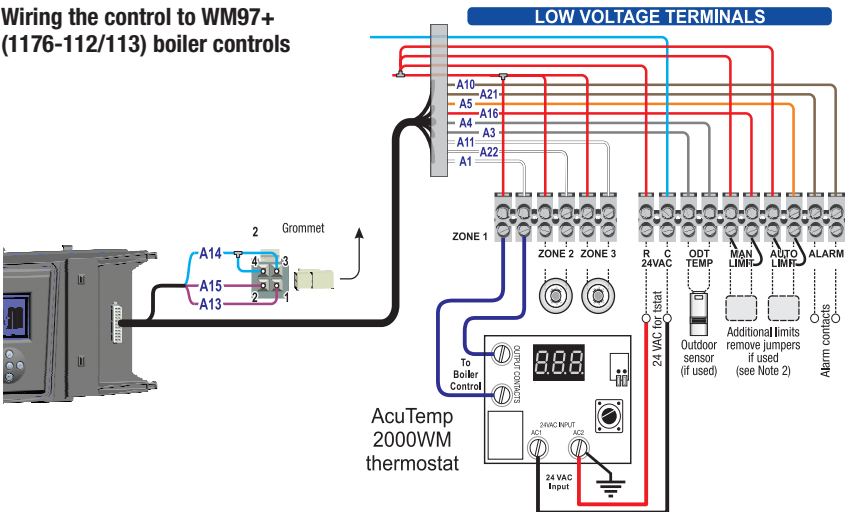 Wiring the control to WM97+
(1176-112/113) boiler controls
LOW VOLTAGE TERMINALS
A10
A21
A5
A16
A4
A3
A11
A22
A1
2
Grommet
A14
4
3
A15
2
1
A13
ZONE 1
ZONE 2
ZONE 3
R
C
24VAC
ODT
TEMP
MAN
LIMIT
AUTO
LIMIT
ALARM
24 VAC for tstat
Outdoor
sensor
(if used)
Additional limits
remove jumpers
if used
(see Note 2)
Alarm contacts
To
Boiler
Control
OUTPUT CONTACTS
8.8.8.
AcuTemp
2000WM
thermostat
24VAC INPUT
AC1
AC2
24 VAC
Input